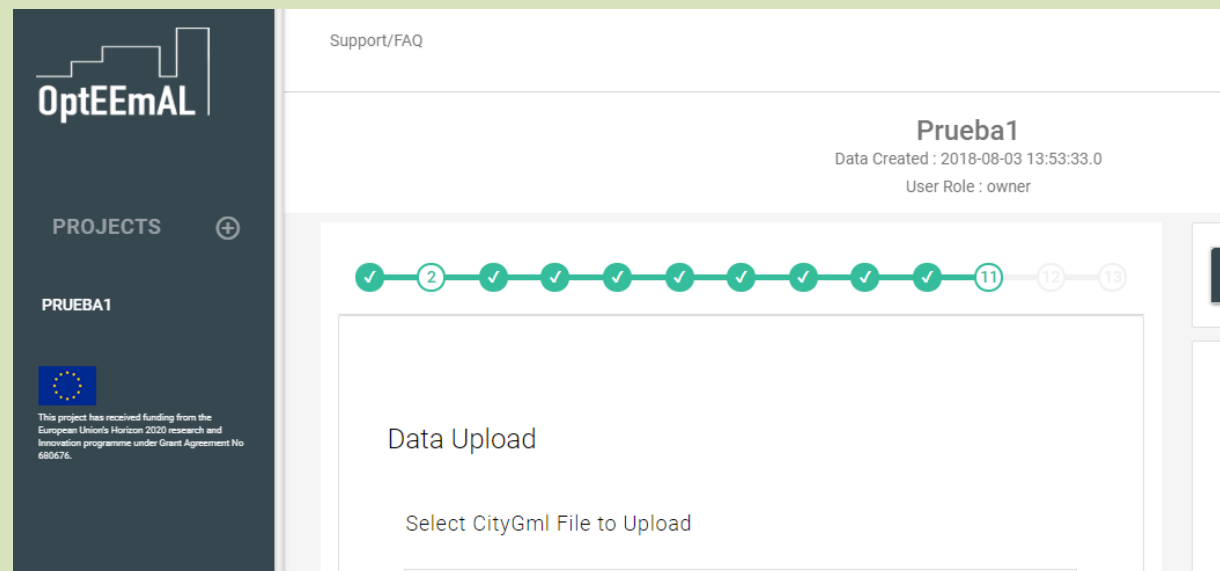 OptEEmAL
Support/FAQ
Prueba1
Data Created : 2018-08-03 13:53:33.0
User Role : owner
PROJECTS
PRUEBA1
This project has received funding from the
European Union's Horizon 2020 research and
Innovation programme under Grant Agreement No
680676.
2 11 12 13
Data Upload
Select CityGml File to Upload